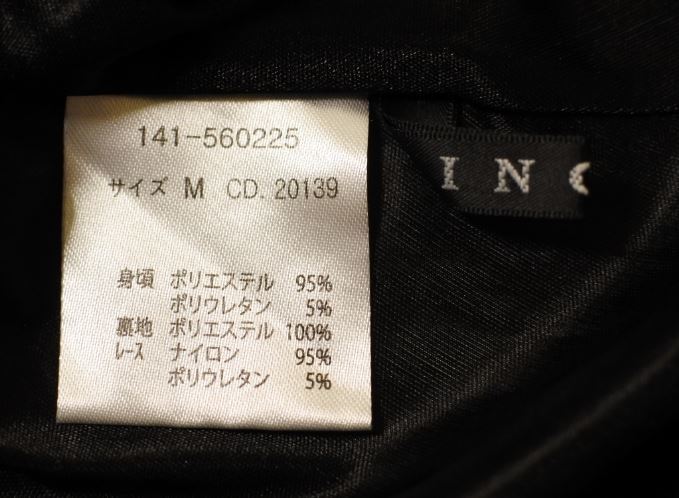 141-560225
サイズ M CD. 20139
身頃 ポリエステル 95%
ポリウレタン 5%
裏地 ポリエステル 100%
レース ナイロン 95%
ポリウレタン 5%
I N